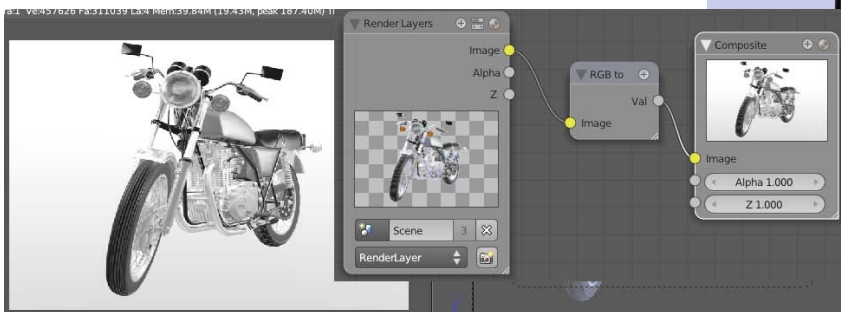 Ve:457626 Fa:311039 La:4 Mem:39.84M (19.43M, peak 187.40M)
Render Layers
Image
Alpha
Z
Scene 3
RenderLayer
RGB to
Val
Image
Composite
Image
Alpha 1.000
Z 1.000